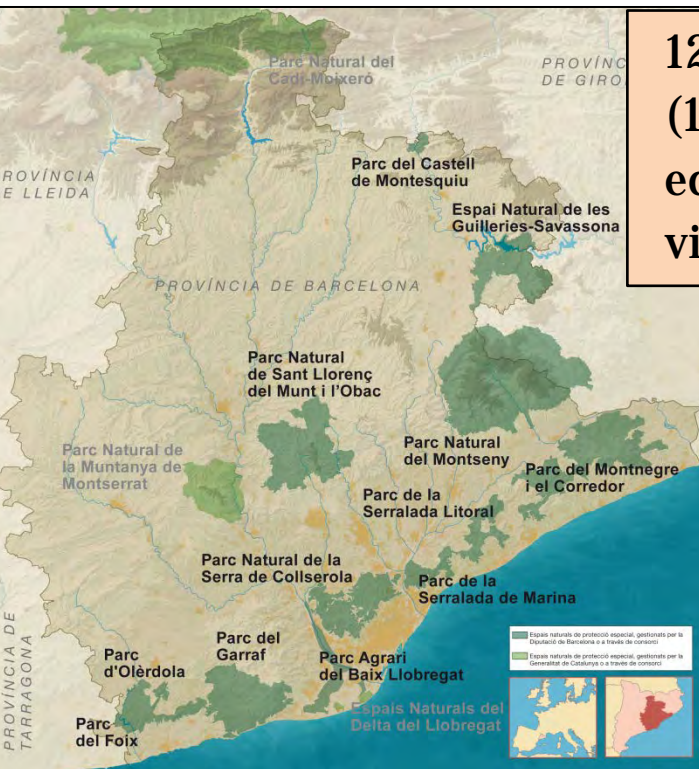 Parc Natural del
Cadí-Moixeró
PROVÍNC
DE GIRO
12
(1
ec
vi
ROVÍNCIA
E LLEIDA
Parc del Castell
de Montesquiu
Espai Natural de les
Guilleries-Savassona
PROVÍNCIA DE BARCELONA
Parc Natural
de Sant Llorenç
del Munt i l'Obac
Parc Natural de
la Muntanya de
Montserrat
Parc Natural
del Montseny
Parc del Montnegre
i el Corredor
Parc de la
Serralada Litoral
Parc Natural de la
Serra de Collserola
Parc de la
Serralada de Marina
Parc
d'Olèrdola
Parc del
Garraf
Parc Agrari
del Baix Llobregat
Espais Naturals del
Delta del Llobregat
Parc
del Foix
PROVÍNCIA DE
TARRAGONA
Espais naturals de protecció especial, gestionats per la
Diputació de Barcelona o a través de consorci
Espais naturals de protecció especial, gestionats per la
Generalitat de Catalunya o a través de consorci